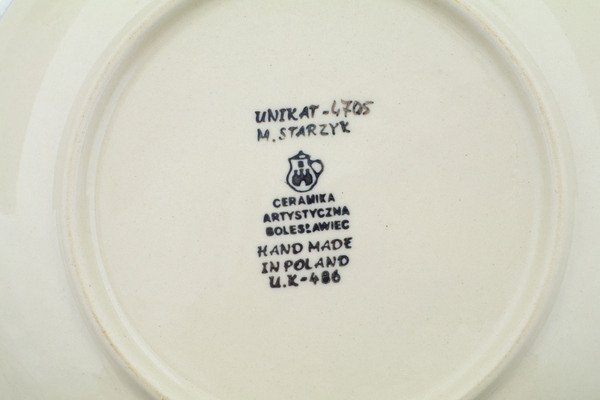 UNIKAT-4705
M.STARZYK
CERAMIKA
ARTYSTYCZNA
BOLESŁAWIEC
HAND MADE
IN POLAND
U.K-486